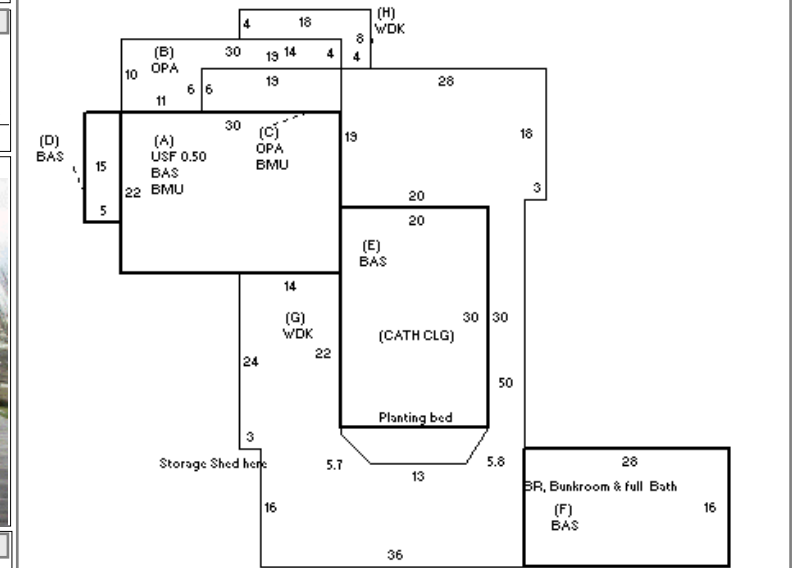 (H)
WDK
4
18
8
4
(B)
OPA
30
19
14
4
10
6
6
19
28
11
(D)
BAS
15
5
30
(A)
USF 0.50
BAS
BMU
22
(C)
OPA
BMU
19
18
3
20
20
(E)
BAS
14
(G)
WDK
22
24
30
30
(CATH CLG)
50
Planting bed
3
Storage Shed here
5.7
13
5.8
28
BR, Bunkroom & full Bath
(F)
BAS
16
16
36